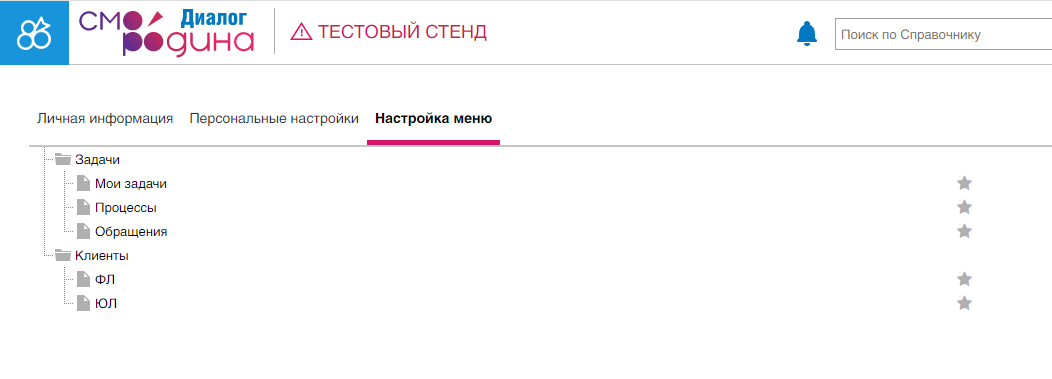 СМО Диалог
РОДИНА
ТЕСТОВЫЙ СТЕНД
Поиск по Справочнику
Личная информация Персональные настройки Настройка меню
Задачи
Мои задачи
Процессы
Обращения
Клиенты
ФЛ
ЮЛ